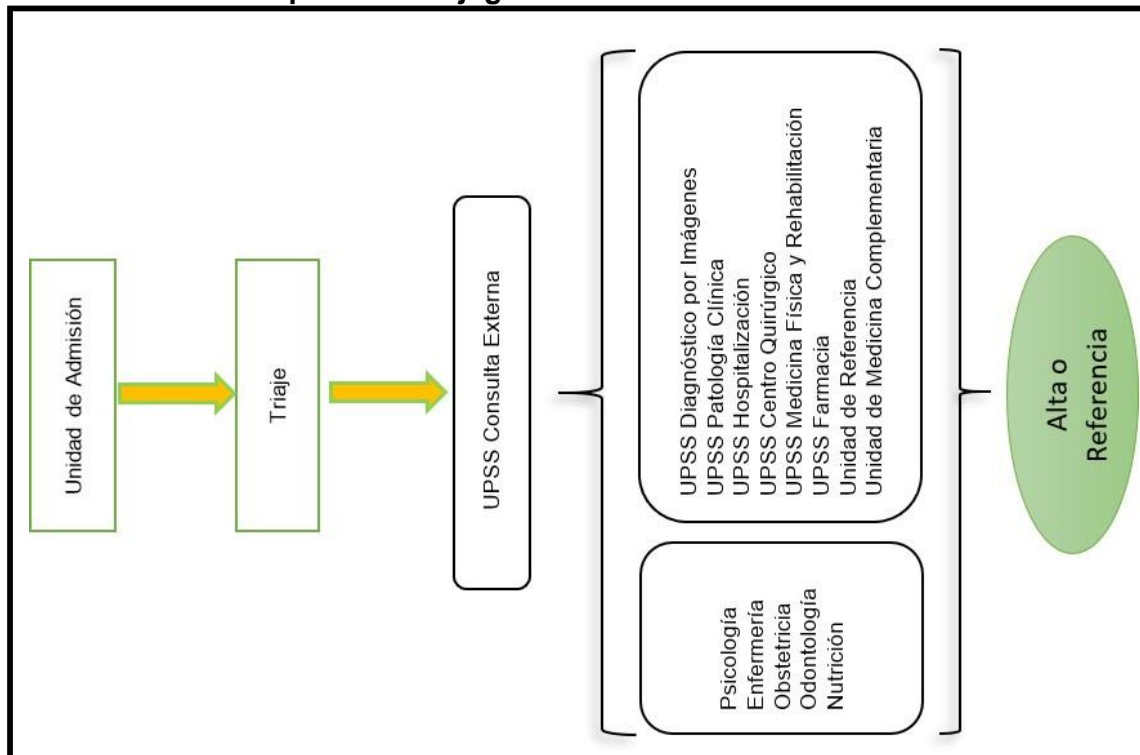 Unidad de Admisión
Triaje
UPSS Consulta Externa
Psicología
Enfermería
Obstetricia
Odontología
Nutrición
UPSS Diagnóstico por Imágenes
UPSS Patología Clínica
UPSS Hospitalización
UPSS Centro Quirúrgico
UPSS Medicina Física y Rehabilitación
UPSS Farmacia
Unidad de Referencia
Unidad de Medicina Complementaria
Alta o
Referencia